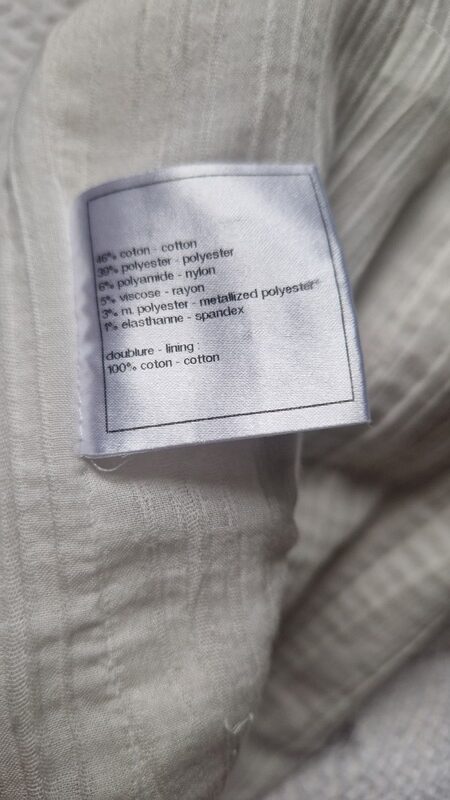 46% coton - cotton
39% polyester - polyester
6% polyamide - nylon
5% viscose - rayon
3% m. polyester - metallized polyester*
1% elasthanne - spandex
doublure - lining :
100% coton - cotton